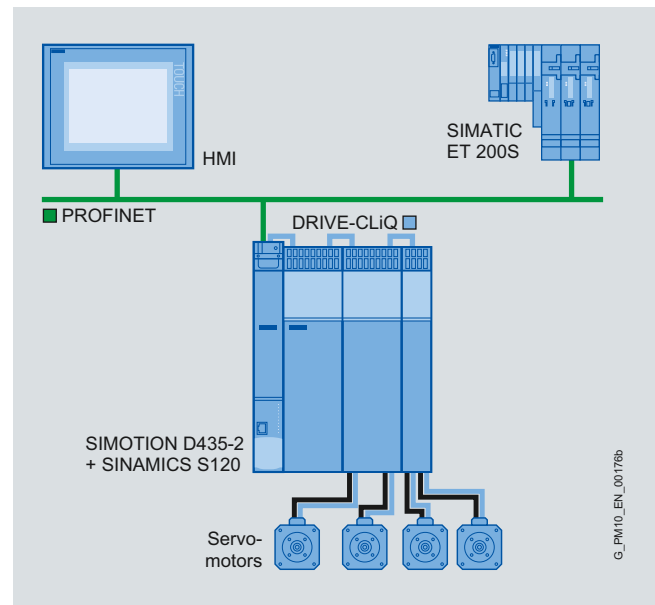 TOUCH
HMI
SIMATIC
ET 200S
PROFINET
DRIVE-CLiQ
SIMOTION D435-2
+ SINAMICS S120
Servo-
motors
G_PM10_EN_00176b